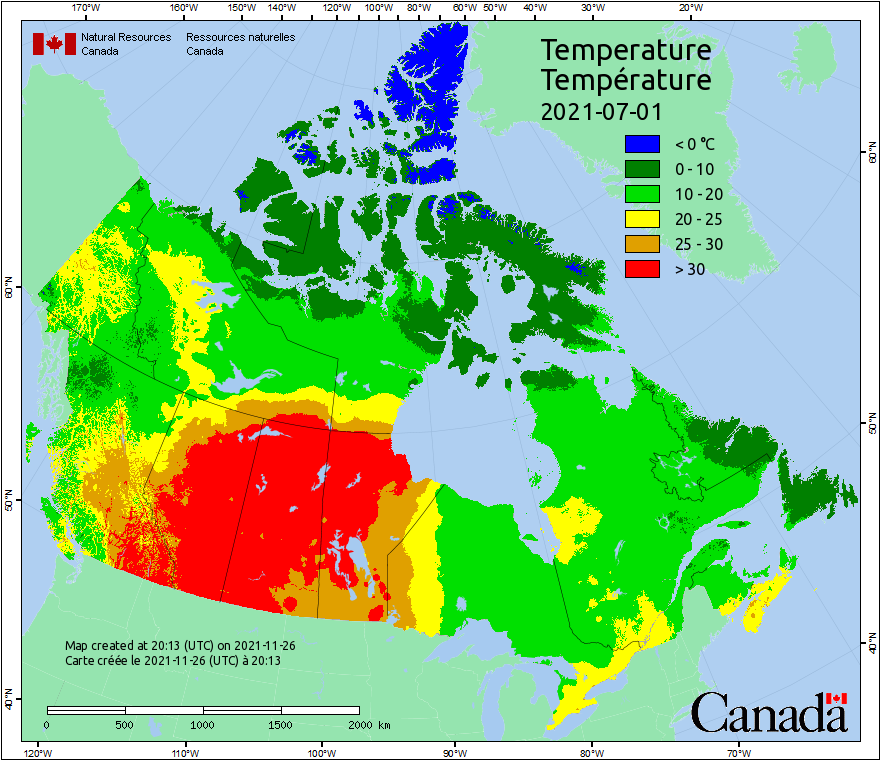 170°W 160°W 150°W 140°W 130°W 120°W 110°W 100°W 80°W 60°W 50°W 40°W 30°W 20°W
Natural Resources Ressources naturelles
Canada Canada
Temperature
Température
2021-07-01
< 0 °C
0 - 10
10 - 20
20 - 25
25 - 30
> 30
60°N
60°N
50°N
50°N
40°N
40°N
Map created at 20:13 (UTC) on 2021-11-26
Carte créée le 2021-11-26 (UTC) à 20:13
0 500 1000 1500 2000 km
Canada
120°W 110°W 100°W 90°W 80°W 70°W